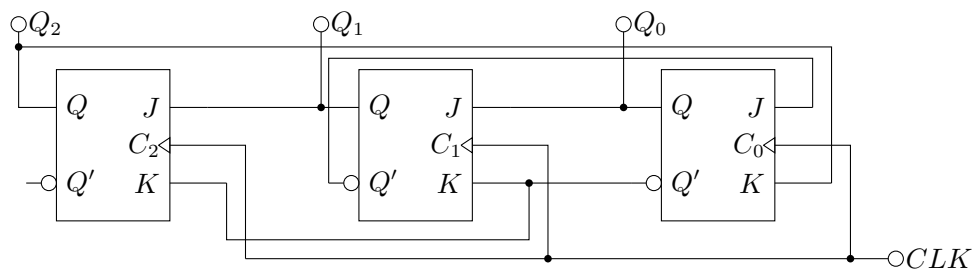 Q₂ Q₁ Q₀
Q J Q J Q J
C₂ C₁ C₀
Q' K Q' K Q' K
CLK